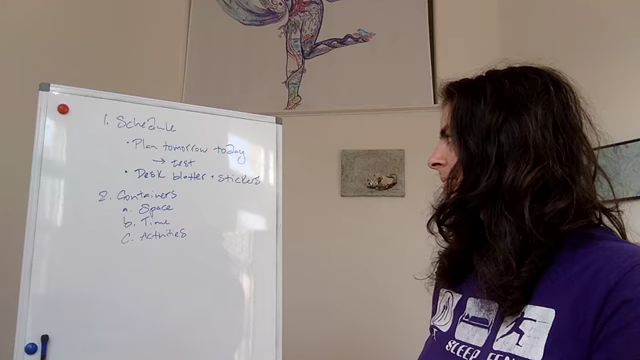 1. Schedule
• Plan tomorrow today
→ test
• Desk blotter • stickers
2. Containers
a. Space
b. Time
c. Activities
SLEEP